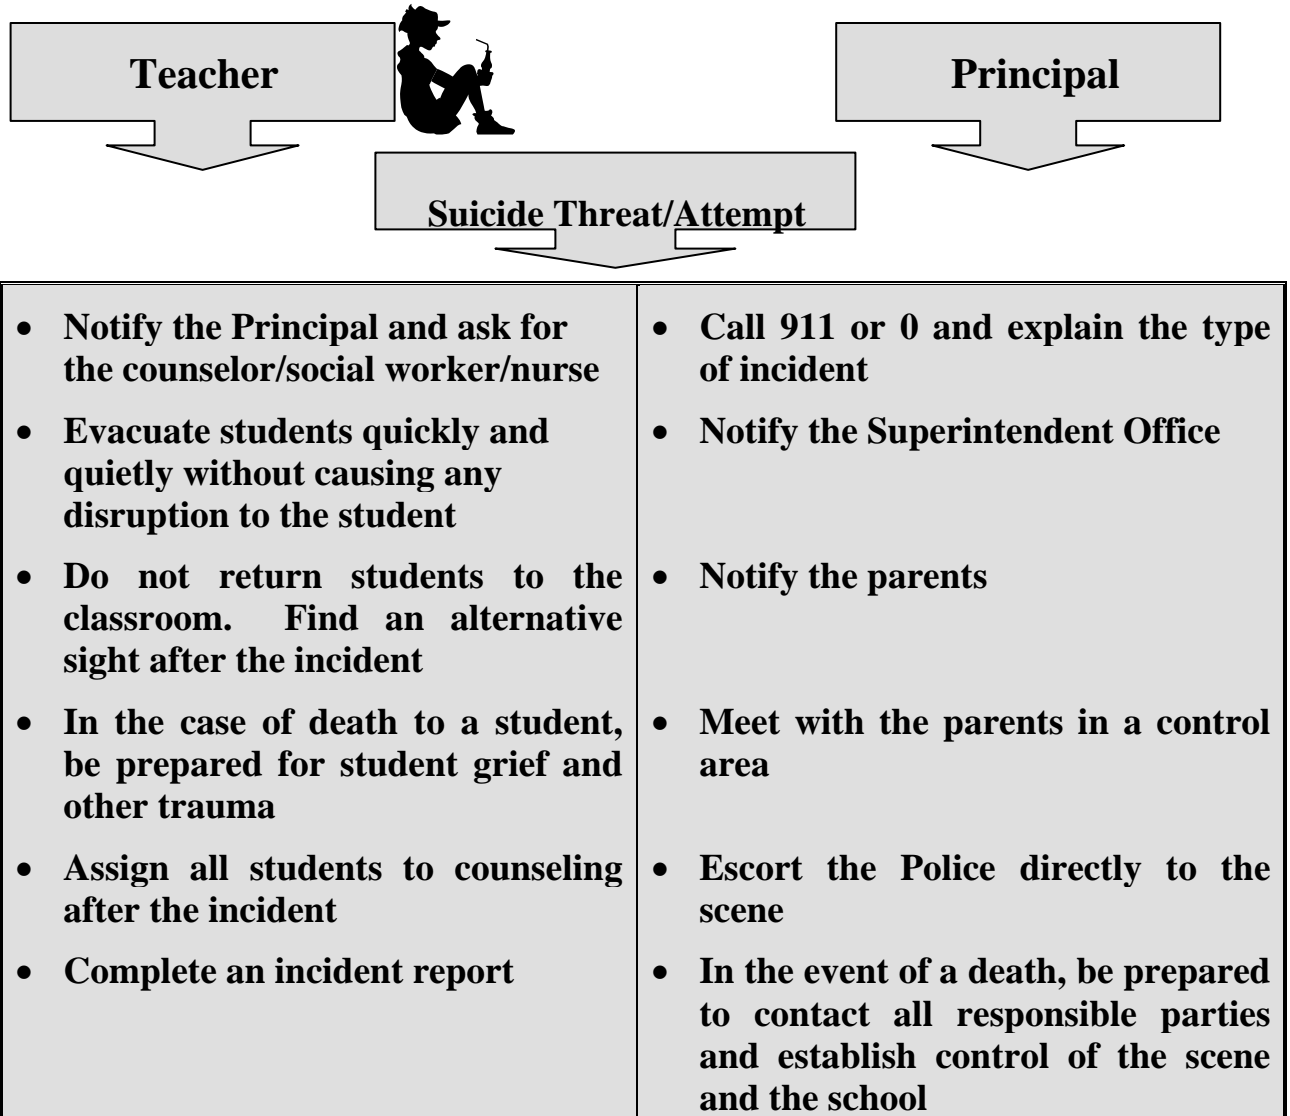 Teacher
Principal
Suicide Threat/Attempt
• Notify the Principal and ask for
the counselor/social worker/nurse
• Evacuate students quickly and
quietly without causing any
disruption to the student
• Do not return students to the
classroom. Find an alternative
sight after the incident
• In the case of death to a student,
be prepared for student grief and
other trauma
• Assign all students to counseling
after the incident
• Complete an incident report
• Call 911 or 0 and explain the type
of incident
• Notify the Superintendent Office
• Notify the parents
• Meet with the parents in a control
area
• Escort the Police directly to the
scene
• In the event of a death, be prepared
to contact all responsible parties
and establish control of the scene
and the school